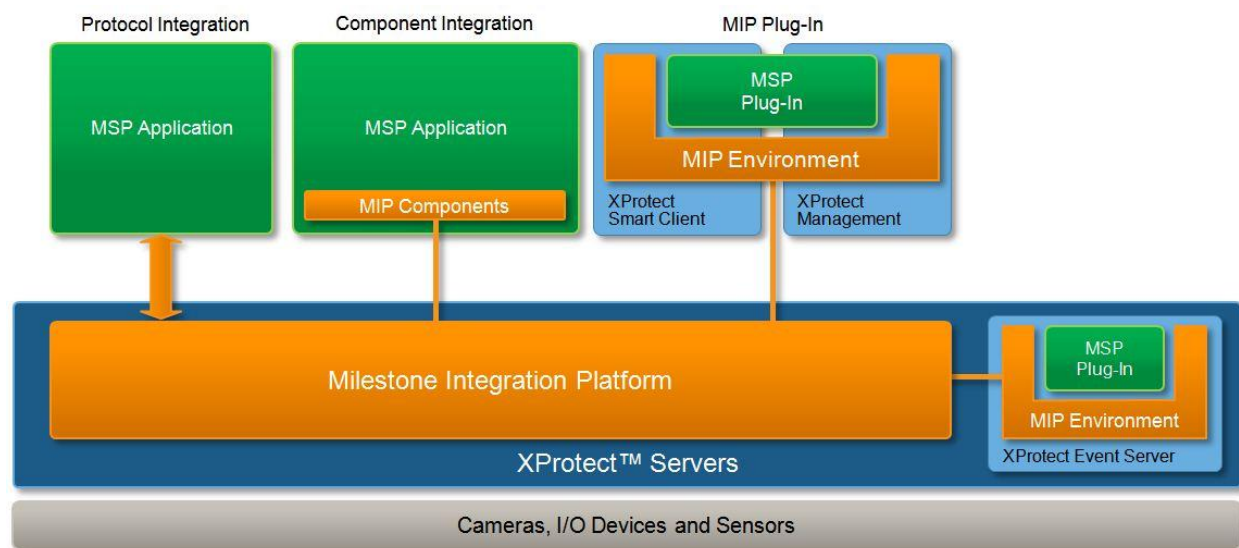 Protocol Integration
Component Integration
MIP Plug-In
MSP Application
MSP Application
MIP Components
MSP
Plug-In
MIP Environment
XProtect
Smart Client
XProtect
Management
Milestone Integration Platform
MSP
Plug-In
MIP Environment
XProtect Event Server
XProtect™ Servers
Cameras, I/O Devices and Sensors